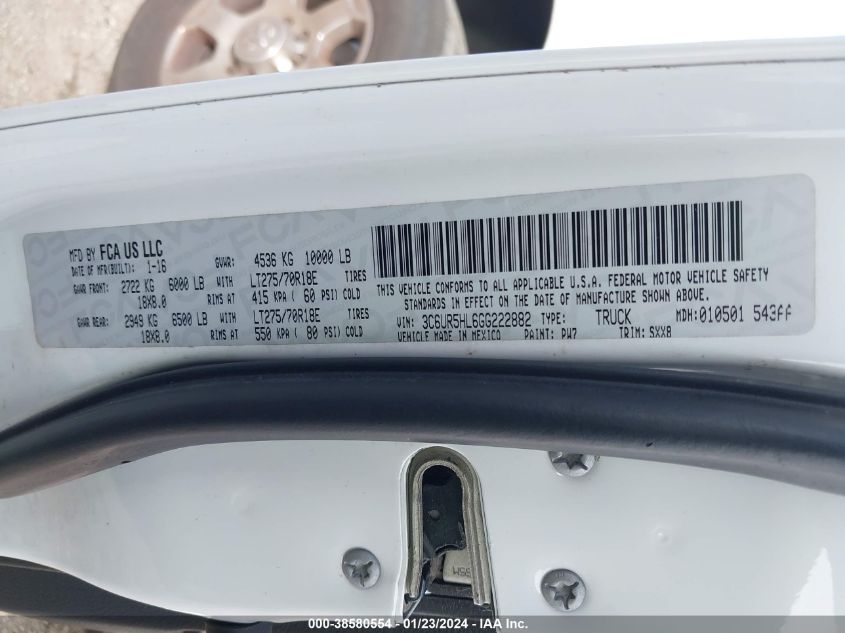 MFD BY FCA US LLC
DATE OF MFR(BUILT): 1-16 GVWR: 4536 KG 10000 LB
GAWR FRONT: 2722 KG 6000 LB WITH LT275/70R18E TIRES
18X8.0 RIMS AT 415 KPA ( 60 PSI) COLD
GAWR REAR: 2949 KG 6500 LB WITH LT275/70R18E TIRES
18X8.0 RIMS AT 550 KPA ( 80 PSI) COLD
THIS VEHICLE CONFORMS TO ALL APPLICABLE U.S.A. FEDERAL MOTOR VEHICLE SAFETY
STANDARDS IN EFFECT ON THE DATE OF MANUFACTURE SHOWN ABOVE.
VIN: 3C6UR5HL6GG222882 TYPE: TRUCK MDH:010501 543AA
VEHICLE MADE IN MEXICO PAINT: PW7 TRIM: SXX8
000-38580554 - 01/23/2024 - IAA Inc.